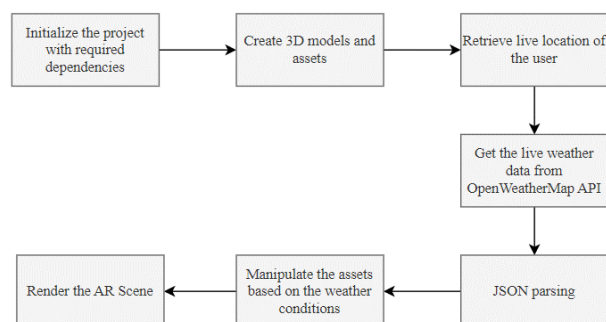 Initialize the project
with required
dependencies
Create 3D models and
assets
Retrieve live location of
the user
Get the live weather
data from
OpenWeatherMap API
JSON parsing
Manipulate the assets
based on the weather
conditions
Render the AR Scene